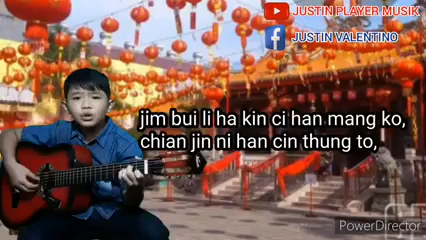 JUSTIN PLAYER MUSIK
JUSTIN VALENTINO
jim bui li ha kin ci han mang ko,
chian jin ni han cin thung to,
PowerDirector